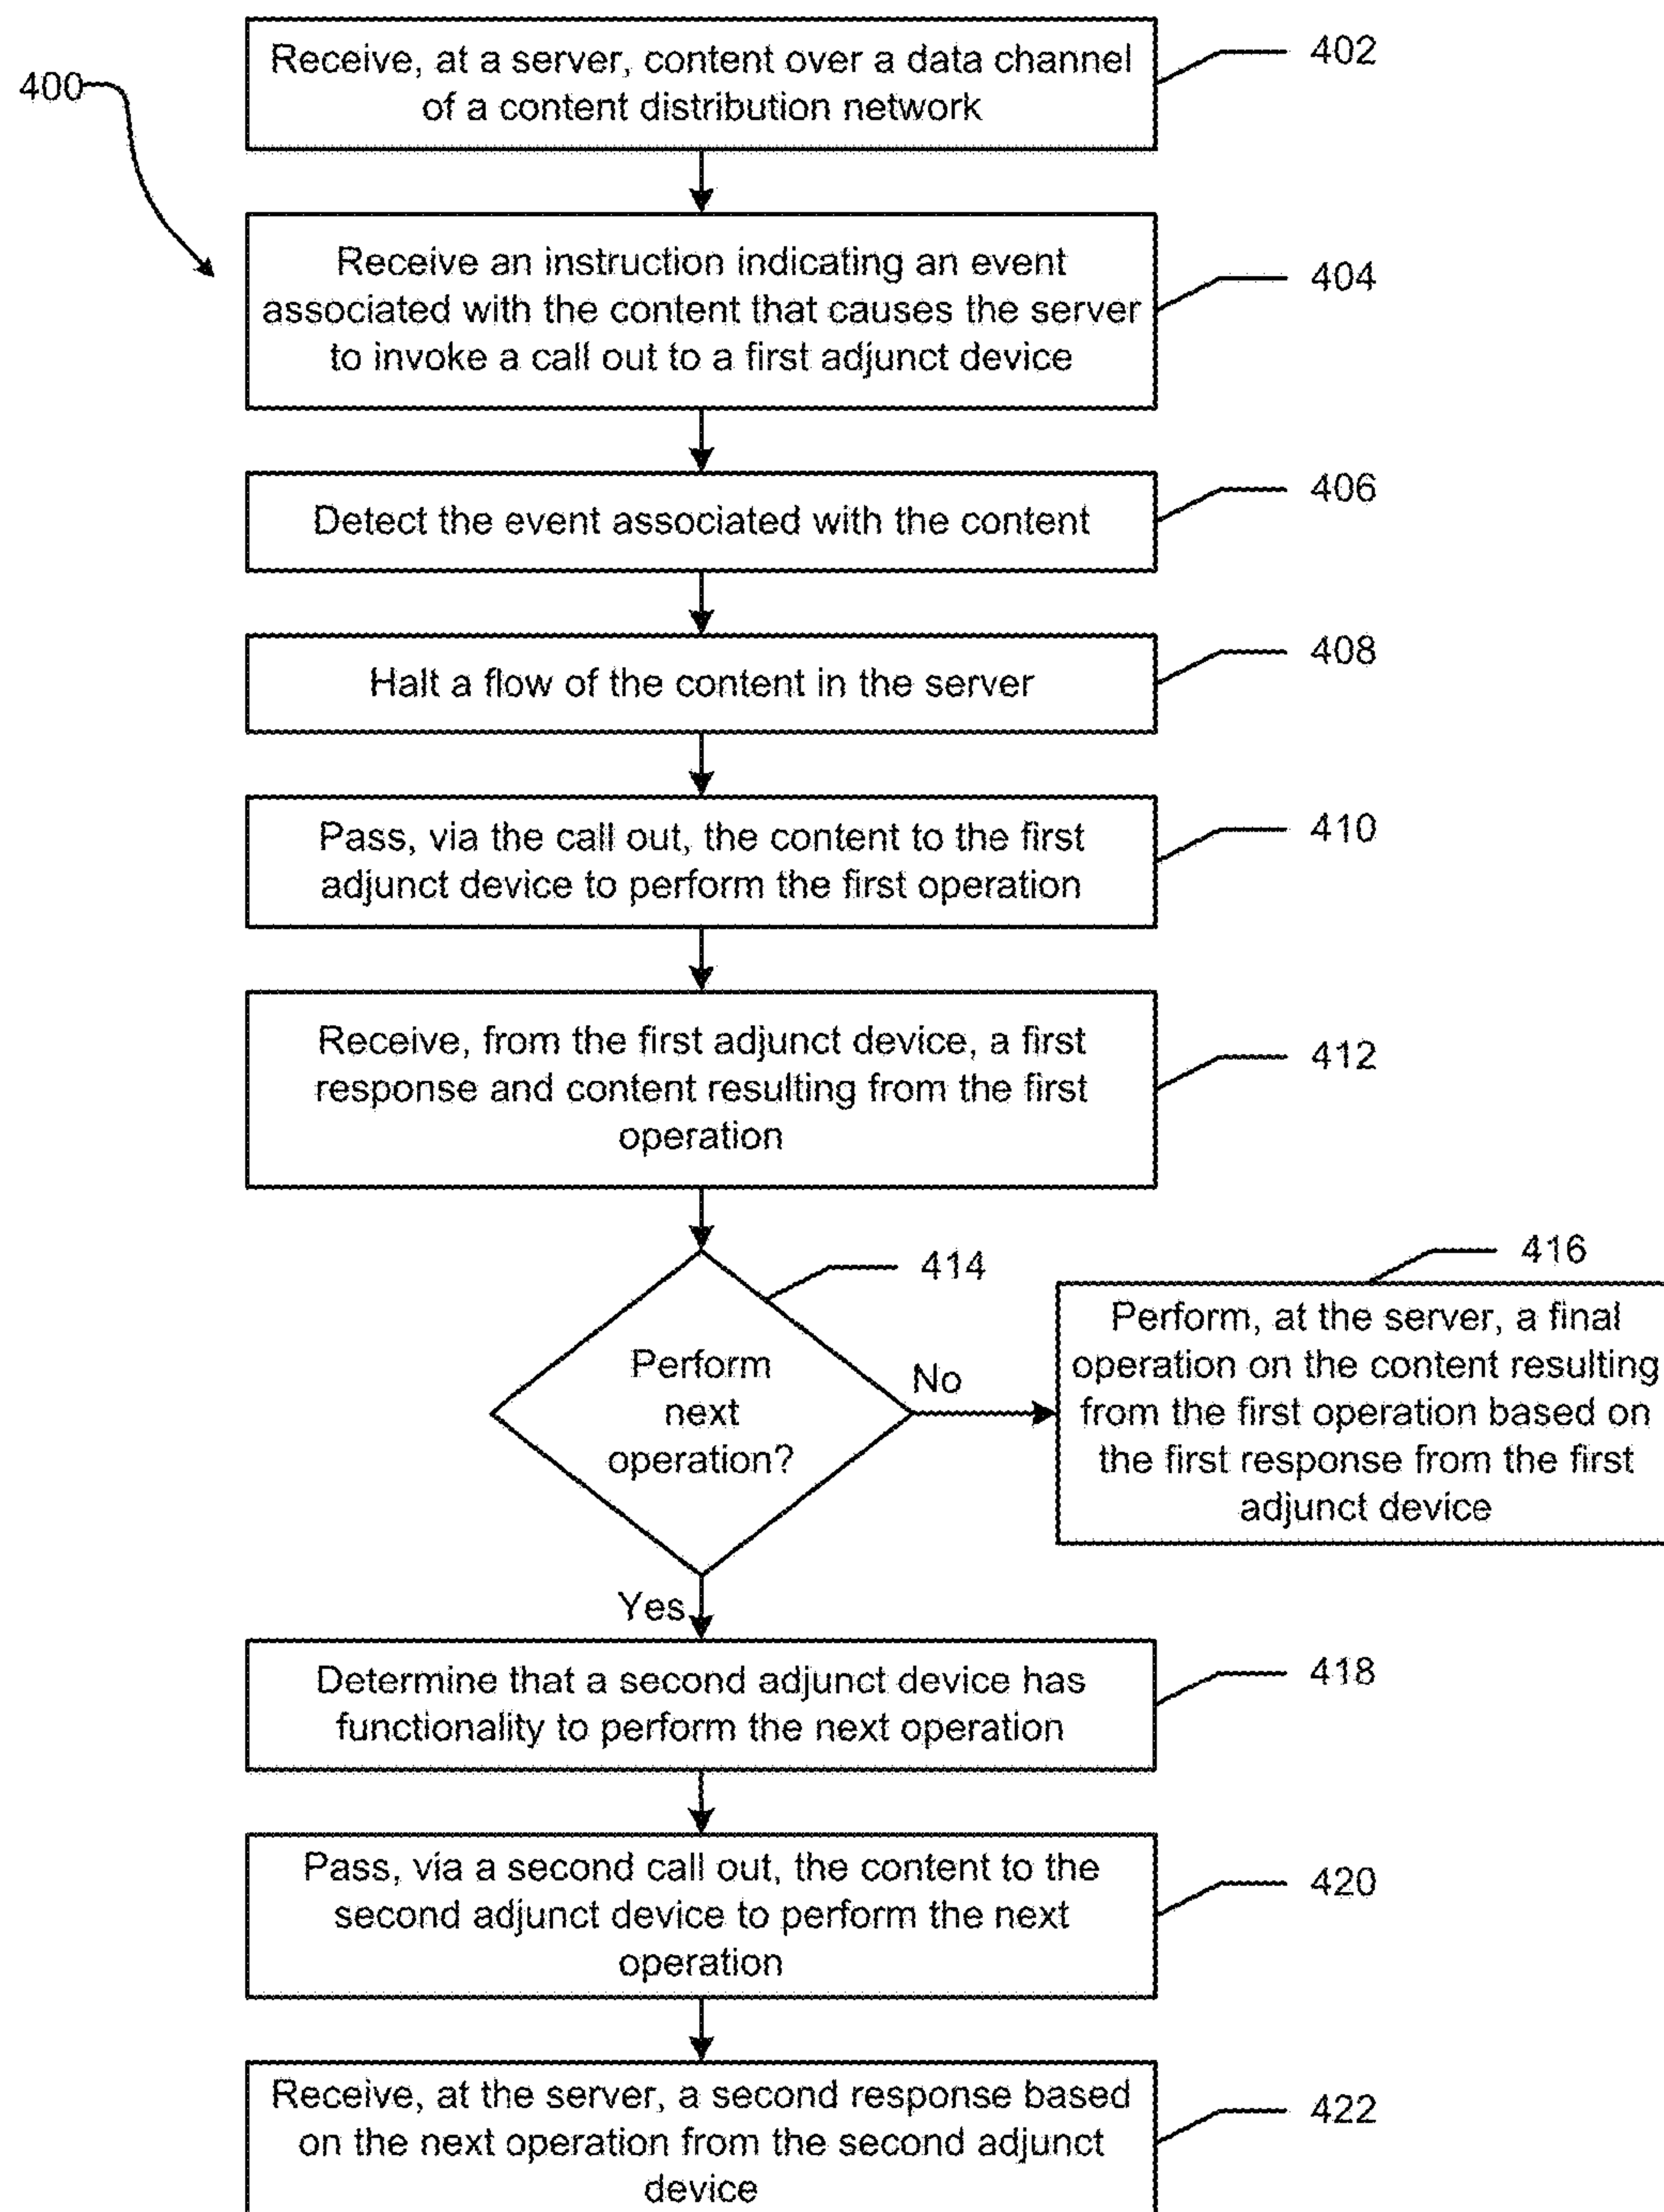 400
Receive, at a server, content over a data channel
of a content distribution network
402
Receive an instruction indicating an event
associated with the content that causes the server
to invoke a call out to a first adjunct device
404
Detect the event associated with the content
406
Halt a flow of the content in the server
408
Pass, via the call out, the content to the first
adjunct device to perform the first operation
410
Receive, from the first adjunct device, a first
response and content resulting from the first
operation
412
Perform
next
operation?
414
No
416
Perform, at the server, a final
operation on the content resulting
from the first operation based on
the first response from the first
adjunct device
Yes
Determine that a second adjunct device has
functionality to perform the next operation
418
Pass, via a second call out, the content to the
second adjunct device to perform the next
operation
420
Receive, at the server, a second response based
on the next operation from the second adjunct
device
422